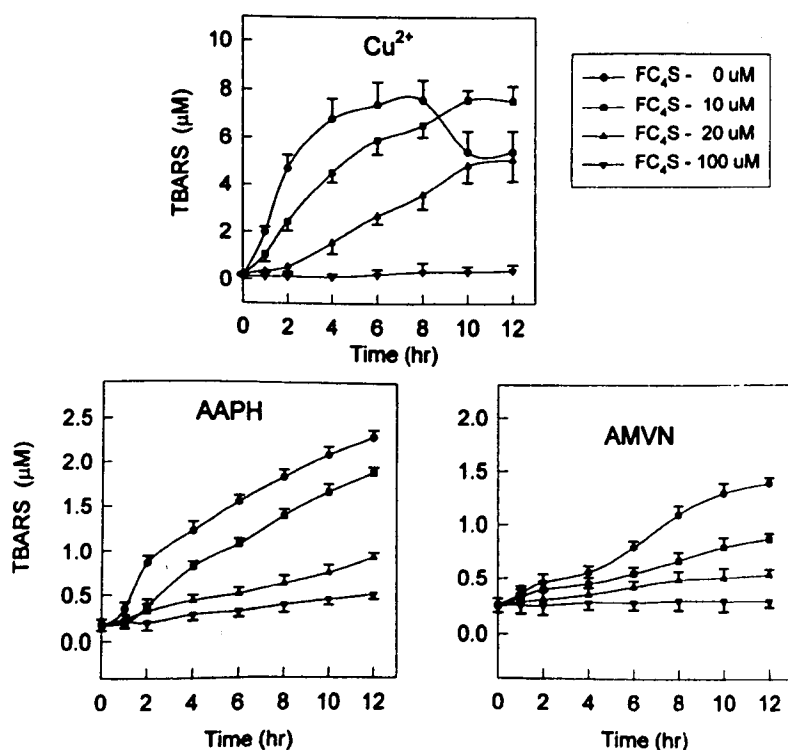 Cu2+
TBARS (μM)
10
8
6
4
2
0
0 2 4 6 8 10 12
Time (hr)
FC4S - 0 uM
FC4S - 10 uM
FC4S - 20 uM
FC4S - 100 uM
AAPH
TBARS (μM)
2.5
2.0
1.5
1.0
0.5
0.0
0 2 4 6 8 10 12
Time (hr)
AMVN
2.0
1.5
1.0
0.5
0.0
0 2 4 6 8 10 12
Time (hr)